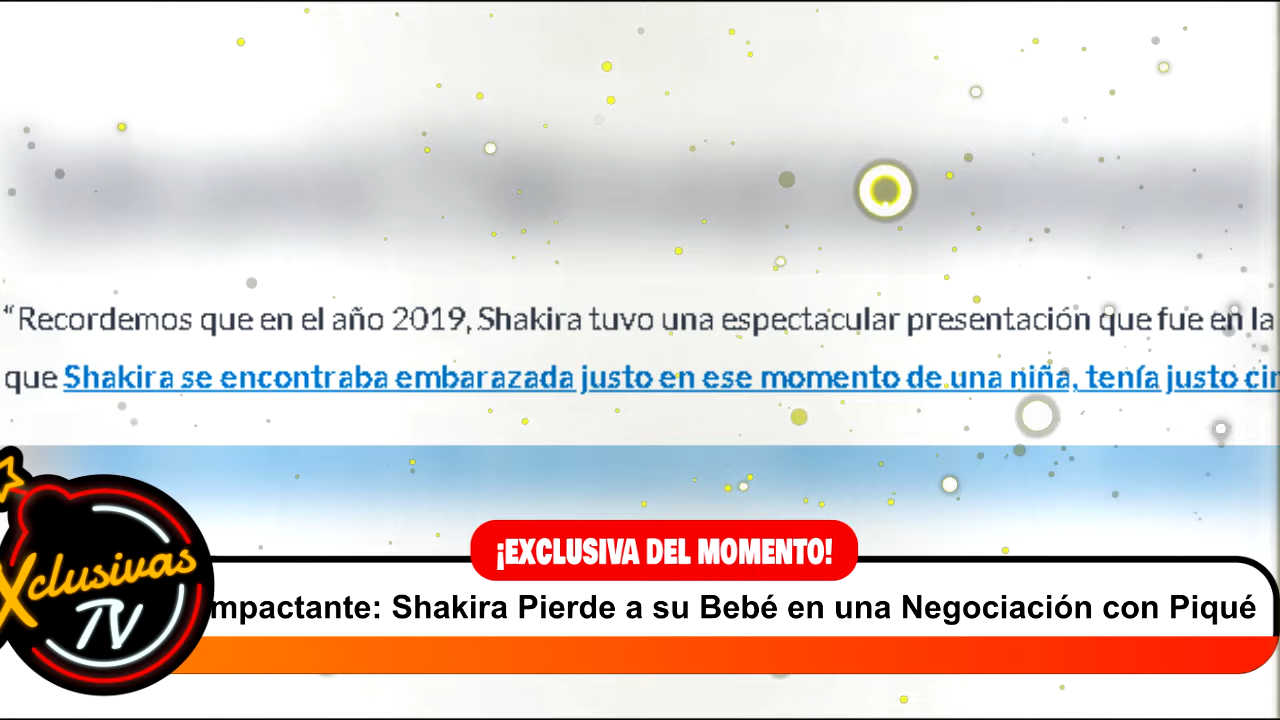 “Recordemos que en el año 2019, Shakira tuvo una espectacular presentación que fue en la
que Shakira se encontraba embarazada justo en ese momento de una niña, tenía justo cin
¡EXCLUSIVA DEL MOMENTO!
mpactante: Shakira Pierde a su Bebé en una Negociación con Piqué
Xclusivas
TV